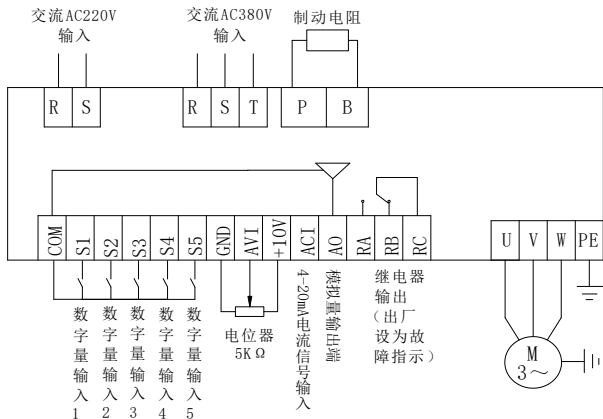 交流AC220V
输入
交流AC380V
输入
制动电阻
R S
R S T
P B
COM S1 S2 S3 S4 S5 GND AVI +10V ACI AO RA RB RC
U V W PE
数字量输入1
数字量输入2
数字量输入3
数字量输入4
数字量输入5
电位器
5KΩ
4-20mA电流信号输入
模拟量输出端
继电器
输出
(出厂
设为故
障指示)
M
3～